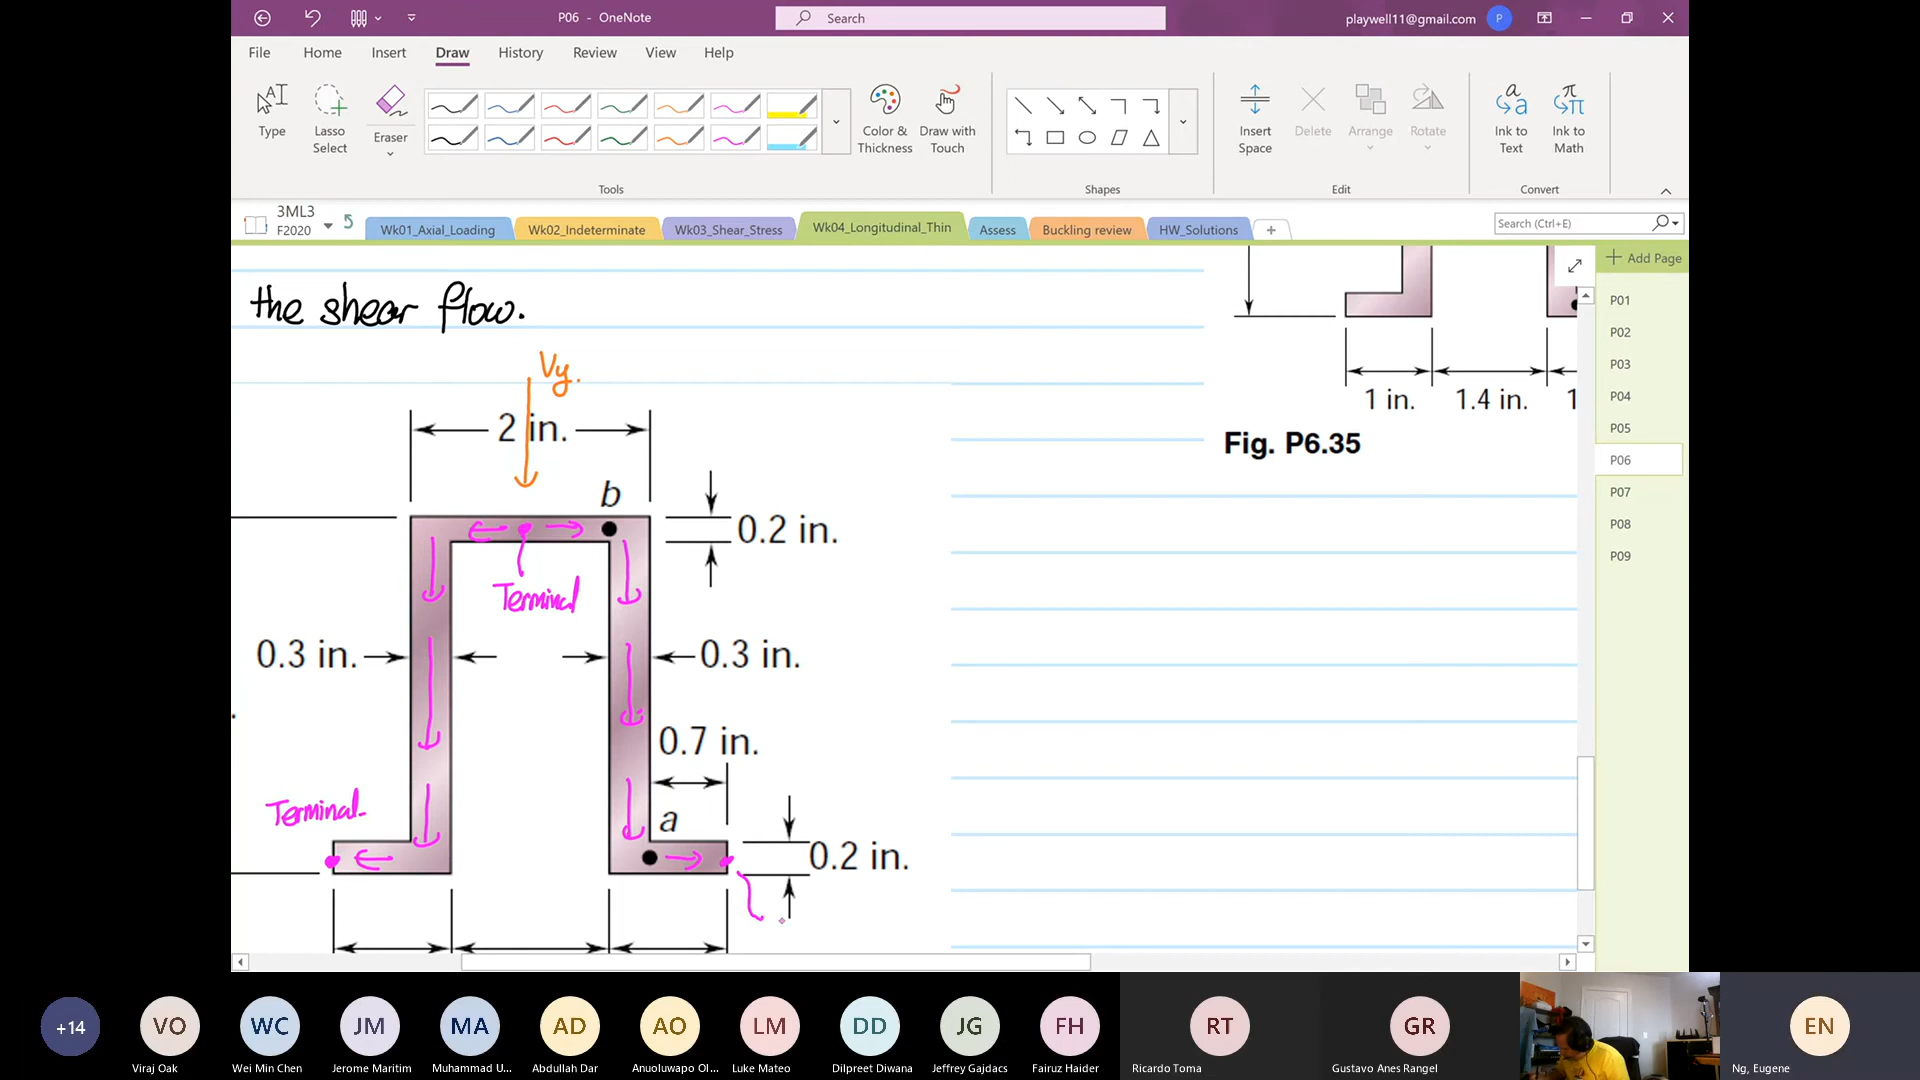 P06 - OneNote
Search
playwell11@gmail.com
P
File Home Insert Draw History Review View Help
Type
Lasso Select
Eraser
Color & Thickness
Draw with Touch
Insert Space
Delete
Arrange
Rotate
Ink to Text
Ink to Math
Tools
Shapes
Edit
Convert
3ML3
F2020
Wk01_Axial_Loading
Wk02_Indeterminate
Wk03_Shear_Stress
Wk04_Longitudinal_Thin
Assess
Buckling review
HW_Solutions
Search (Ctrl+E)
Add Page
P01
P02
P03
P04
P05
P06
P07
P08
P09
the shear flow.
Vy.
2 in.
b
0.2 in.
Terminal
0.3 in.
0.3 in.
0.7 in.
Terminal.
a
0.2 in.
1 in.
1.4 in.
1
Fig. P6.35
+14
VO
WC
JM
MA
AD
AO
LM
DD
JG
FH
RT
GR
EN
Viraj Oak
Wei Min Chen
Jerome Maritim
Muhammad U...
Abdullah Dar
Anuoluwapo Ol...
Luke Mateo
Dilpreet Diwana
Jeffrey Gajdacs
Fairuz Haider
Ricardo Toma
Gustavo Anes Rangel
Ng, Eugene